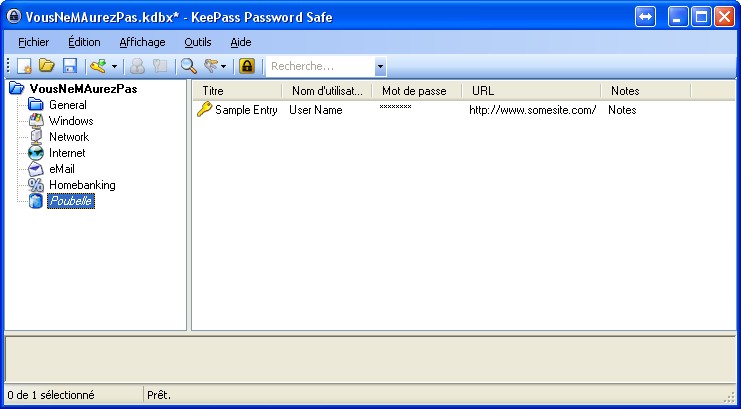 VousNeMAurezPas.kdbx* - KeePass Password Safe
Fichier Édition Affichage Outils Aide
Recherche...
VousNeMAurezPas
General
Windows
Network
Internet
eMail
Homebanking
Poubelle
Titre Nom d'utilisat... Mot de passe URL Notes
Sample Entry User Name ******** http://www.somesite.com/ Notes
0 de 1 sélectionné Prêt.